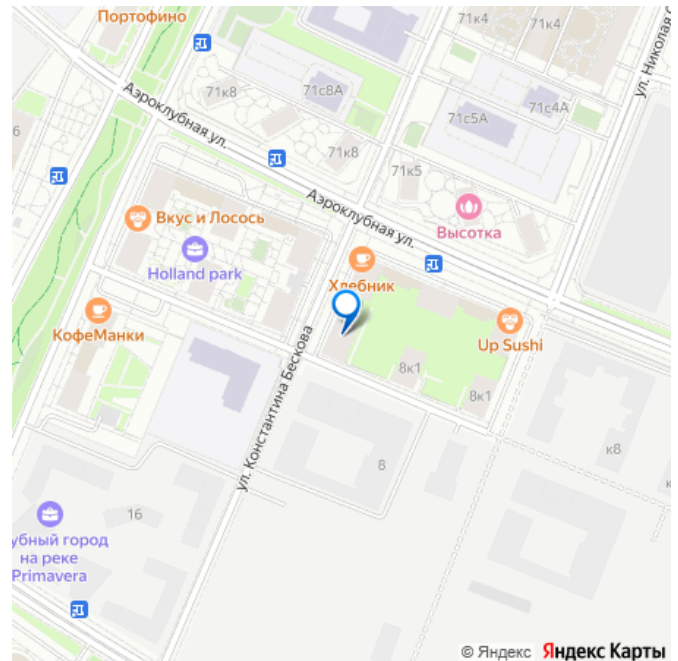 Портофино
71к4
71к4
ул. Николая С
Аэроклубная ул.
71к8
71с8А
71с5А
71с4А
6
71к8
71к5
Аэроклубная ул.
Вкус и Лосось
Высотка
Holland park
Хлебник
КофеМанки
Up Sushi
ул. Константина Бескова
8к1
8к1
8
к8
к
16
убный город
на реке
Primavera
© Яндекс Яндекс Карты